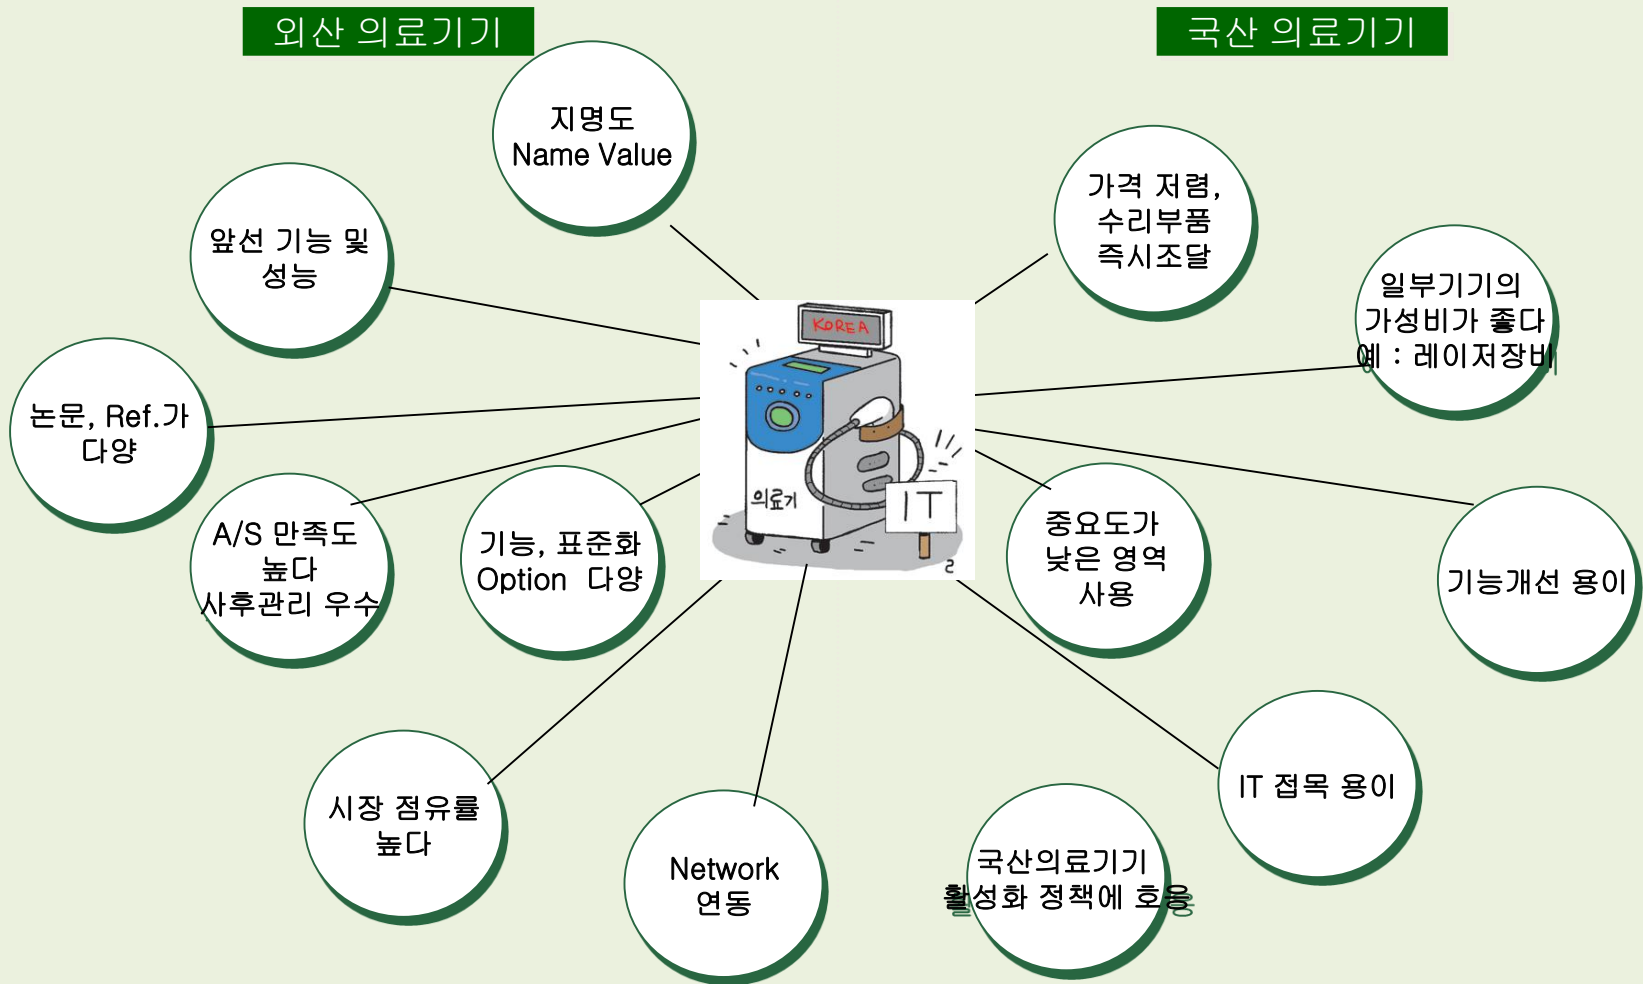 외산 의료기기
국산 의료기기
지명도
Name Value
앞선 기능 및
성능
논문, Ref.가
다양
A/S 만족도
높다
사후관리 우수
기능, 표준화
Option 다양
시장 점유률
높다
Network
연동
KOREA
의료기
IT
2
가격 저렴,
수리부품
즉시조달
일부기기의
가성비가 좋다
예 : 레이저장비
중요도가
낮은 영역
사용
기능개선 용이
IT 접목 용이
국산의료기기
활성화 정책에 호응